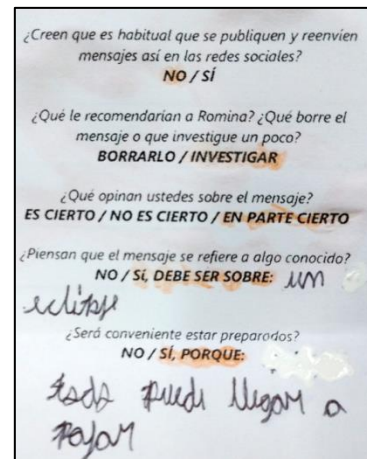 ¿Creen que es habitual que se publiquen y reenvíen
mensajes así en las redes sociales?
NO / SÍ
¿Qué le recomendarían a Romina? ¿Qué borre el
mensaje o que investigue un poco?
BORRARLO / INVESTIGAR
¿Qué opinan ustedes sobre el mensaje?
ES CIERTO / NO ES CIERTO / EN PARTE CIERTO
¿Piensan que el mensaje se refiere a algo conocido?
NO / SÍ, DEBE SER SOBRE: un
eclipse
¿Será conveniente estar preparados?
NO / SÍ, PORQUE:
todo puede llegar a
pasar